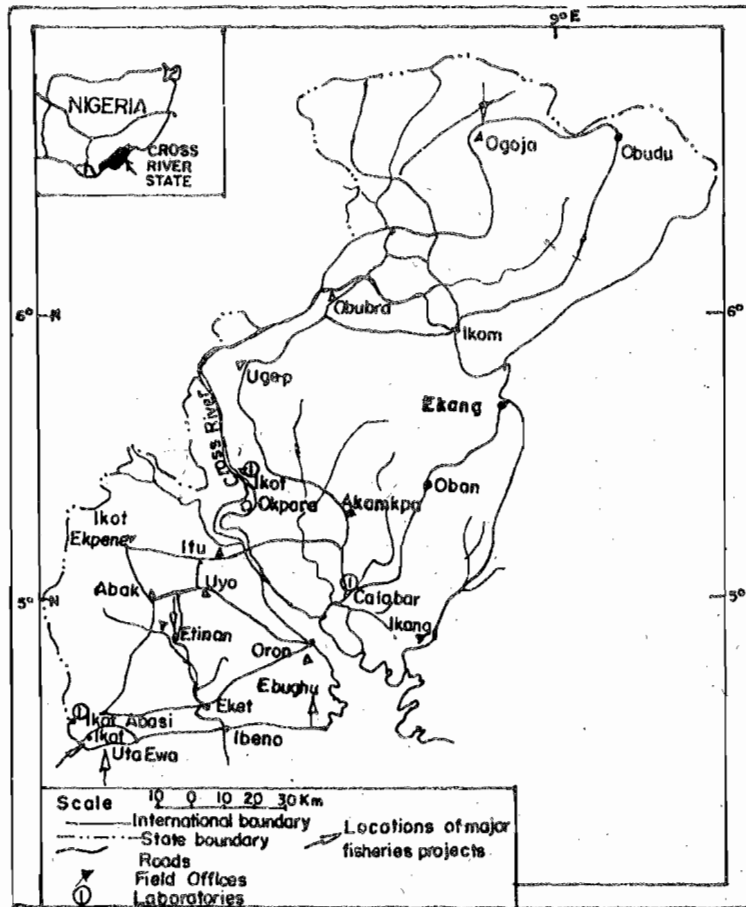 9°E
NIGERIA
CROSS
RIVER
STATE
Ogoja
Obudu
6°
N
6°
Obubra
Ikom
Ugep
Ekang
Cross River
Ikot
Okpara
Oban
Akamkpa
Ikot
Ekpene
Itu
5°
N
5°
Abak
Uyo
Calabar
Ikang
Etinan
Oron
Ebughu
Eket
Ikot Abasi
Ikot
Ibeno
Uta Ewa
Scale
10 0 10 20 30 Km
International boundary
State boundary
Locations of major
fisheries projects
Roads
Field Offices
Laboratories